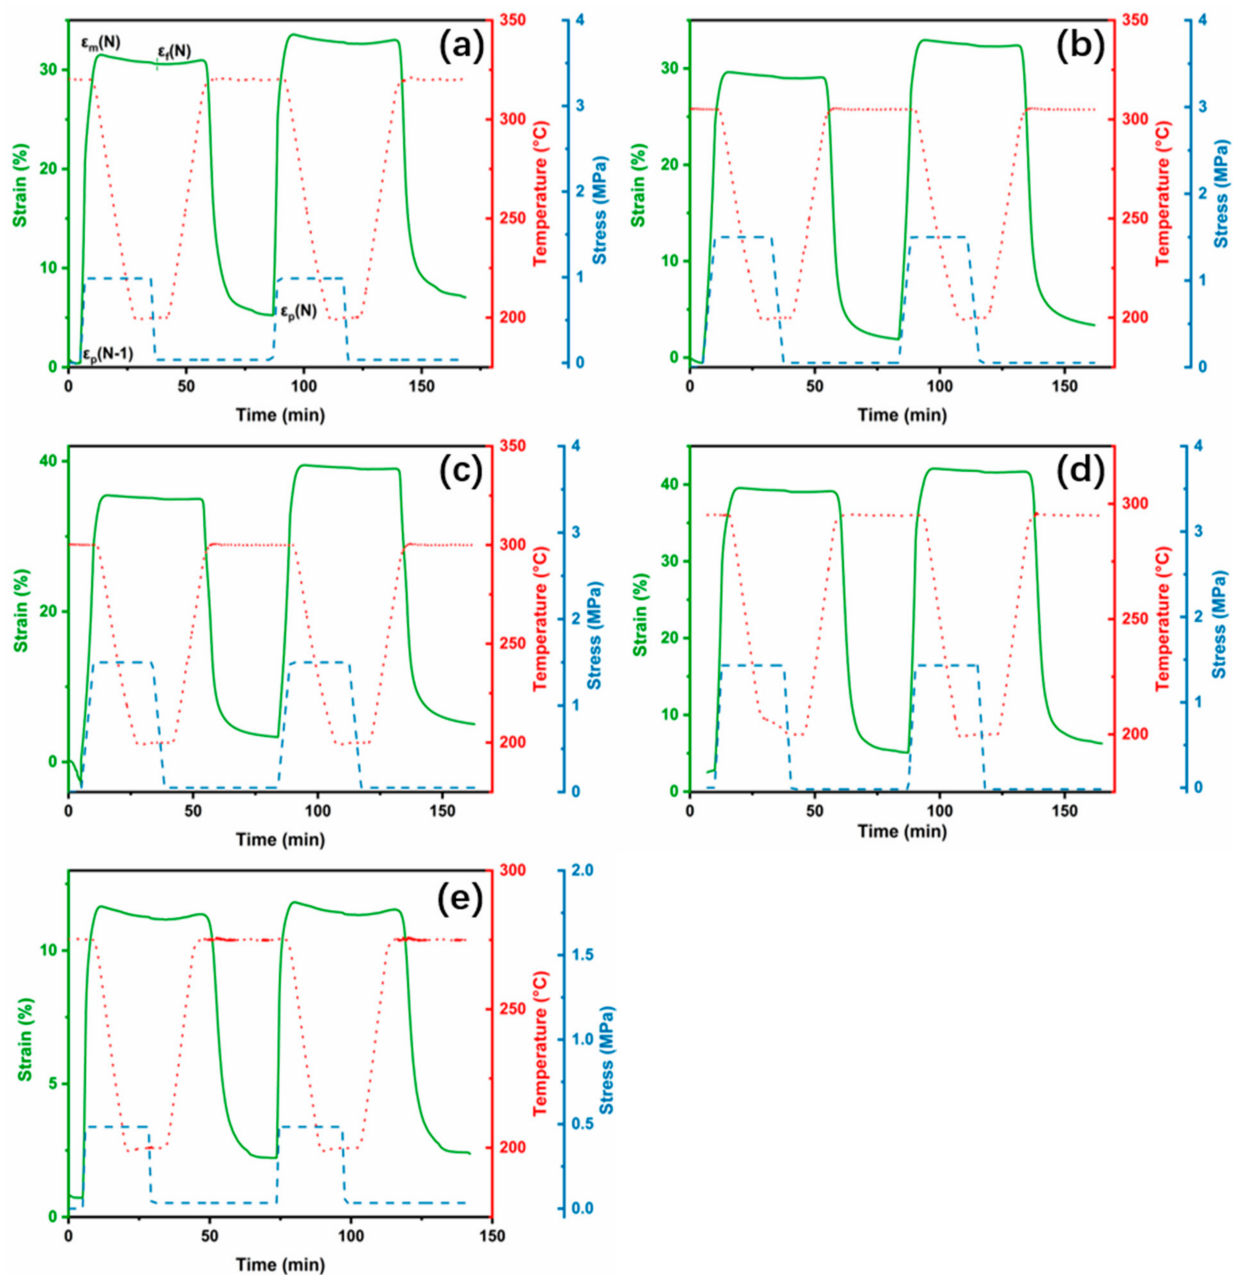 (a)
εm(N)
εf(N)
εp(N)
εp(N-1)
30
20
10
0
Strain (%)
0 50 100 150
Time (min)
350
300
250
200
Temperature (°C)
4
3
2
1
0
Stress (MPa)
(b)
30
20
10
0
Strain (%)
0 50 100 150
Time (min)
350
300
250
200
Temperature (°C)
4
3
2
1
0
Stress (MPa)
(c)
40
20
0
Strain (%)
0 50 100 150
Time (min)
350
300
250
200
Temperature (°C)
4
3
2
1
0
Stress (MPa)
(d)
40
30
20
10
0
Strain (%)
0 50 100 150
Time (min)
300
250
200
Temperature (°C)
4
3
2
1
0
Stress (MPa)
(e)
10
5
0
Strain (%)
0 50 100 150
Time (min)
300
250
200
Temperature (°C)
2.0
1.5
1.0
0.5
0.0
Stress (MPa)